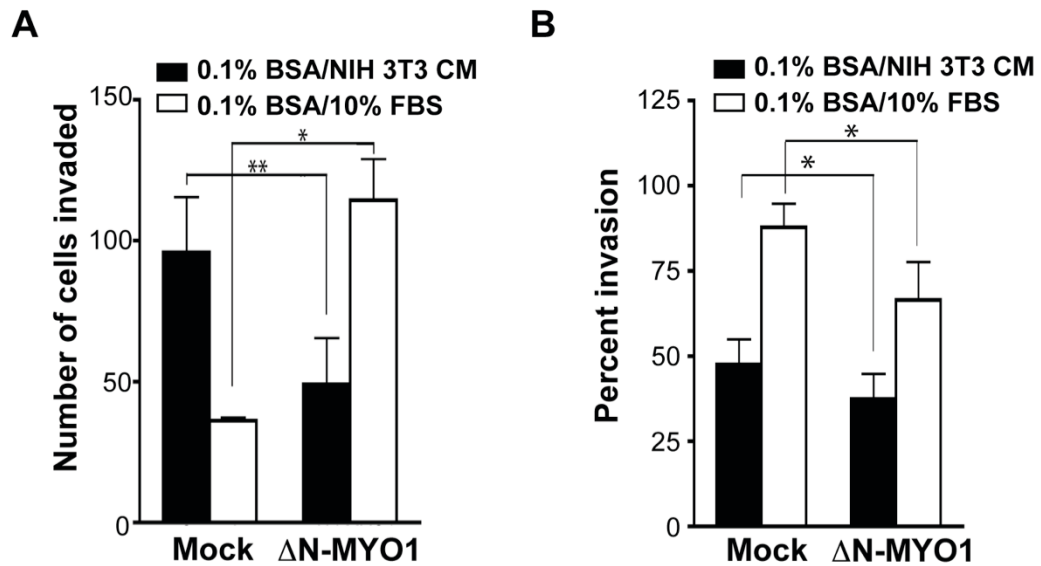 A
0.1% BSA/NIH 3T3 CM
0.1% BSA/10% FBS
Number of cells invaded
150
100
50
0
*
**
Mock ΔN-MYO1
B
0.1% BSA/NIH 3T3 CM
0.1% BSA/10% FBS
Percent invasion
125
100
75
50
25
0
*
*
Mock ΔN-MYO1